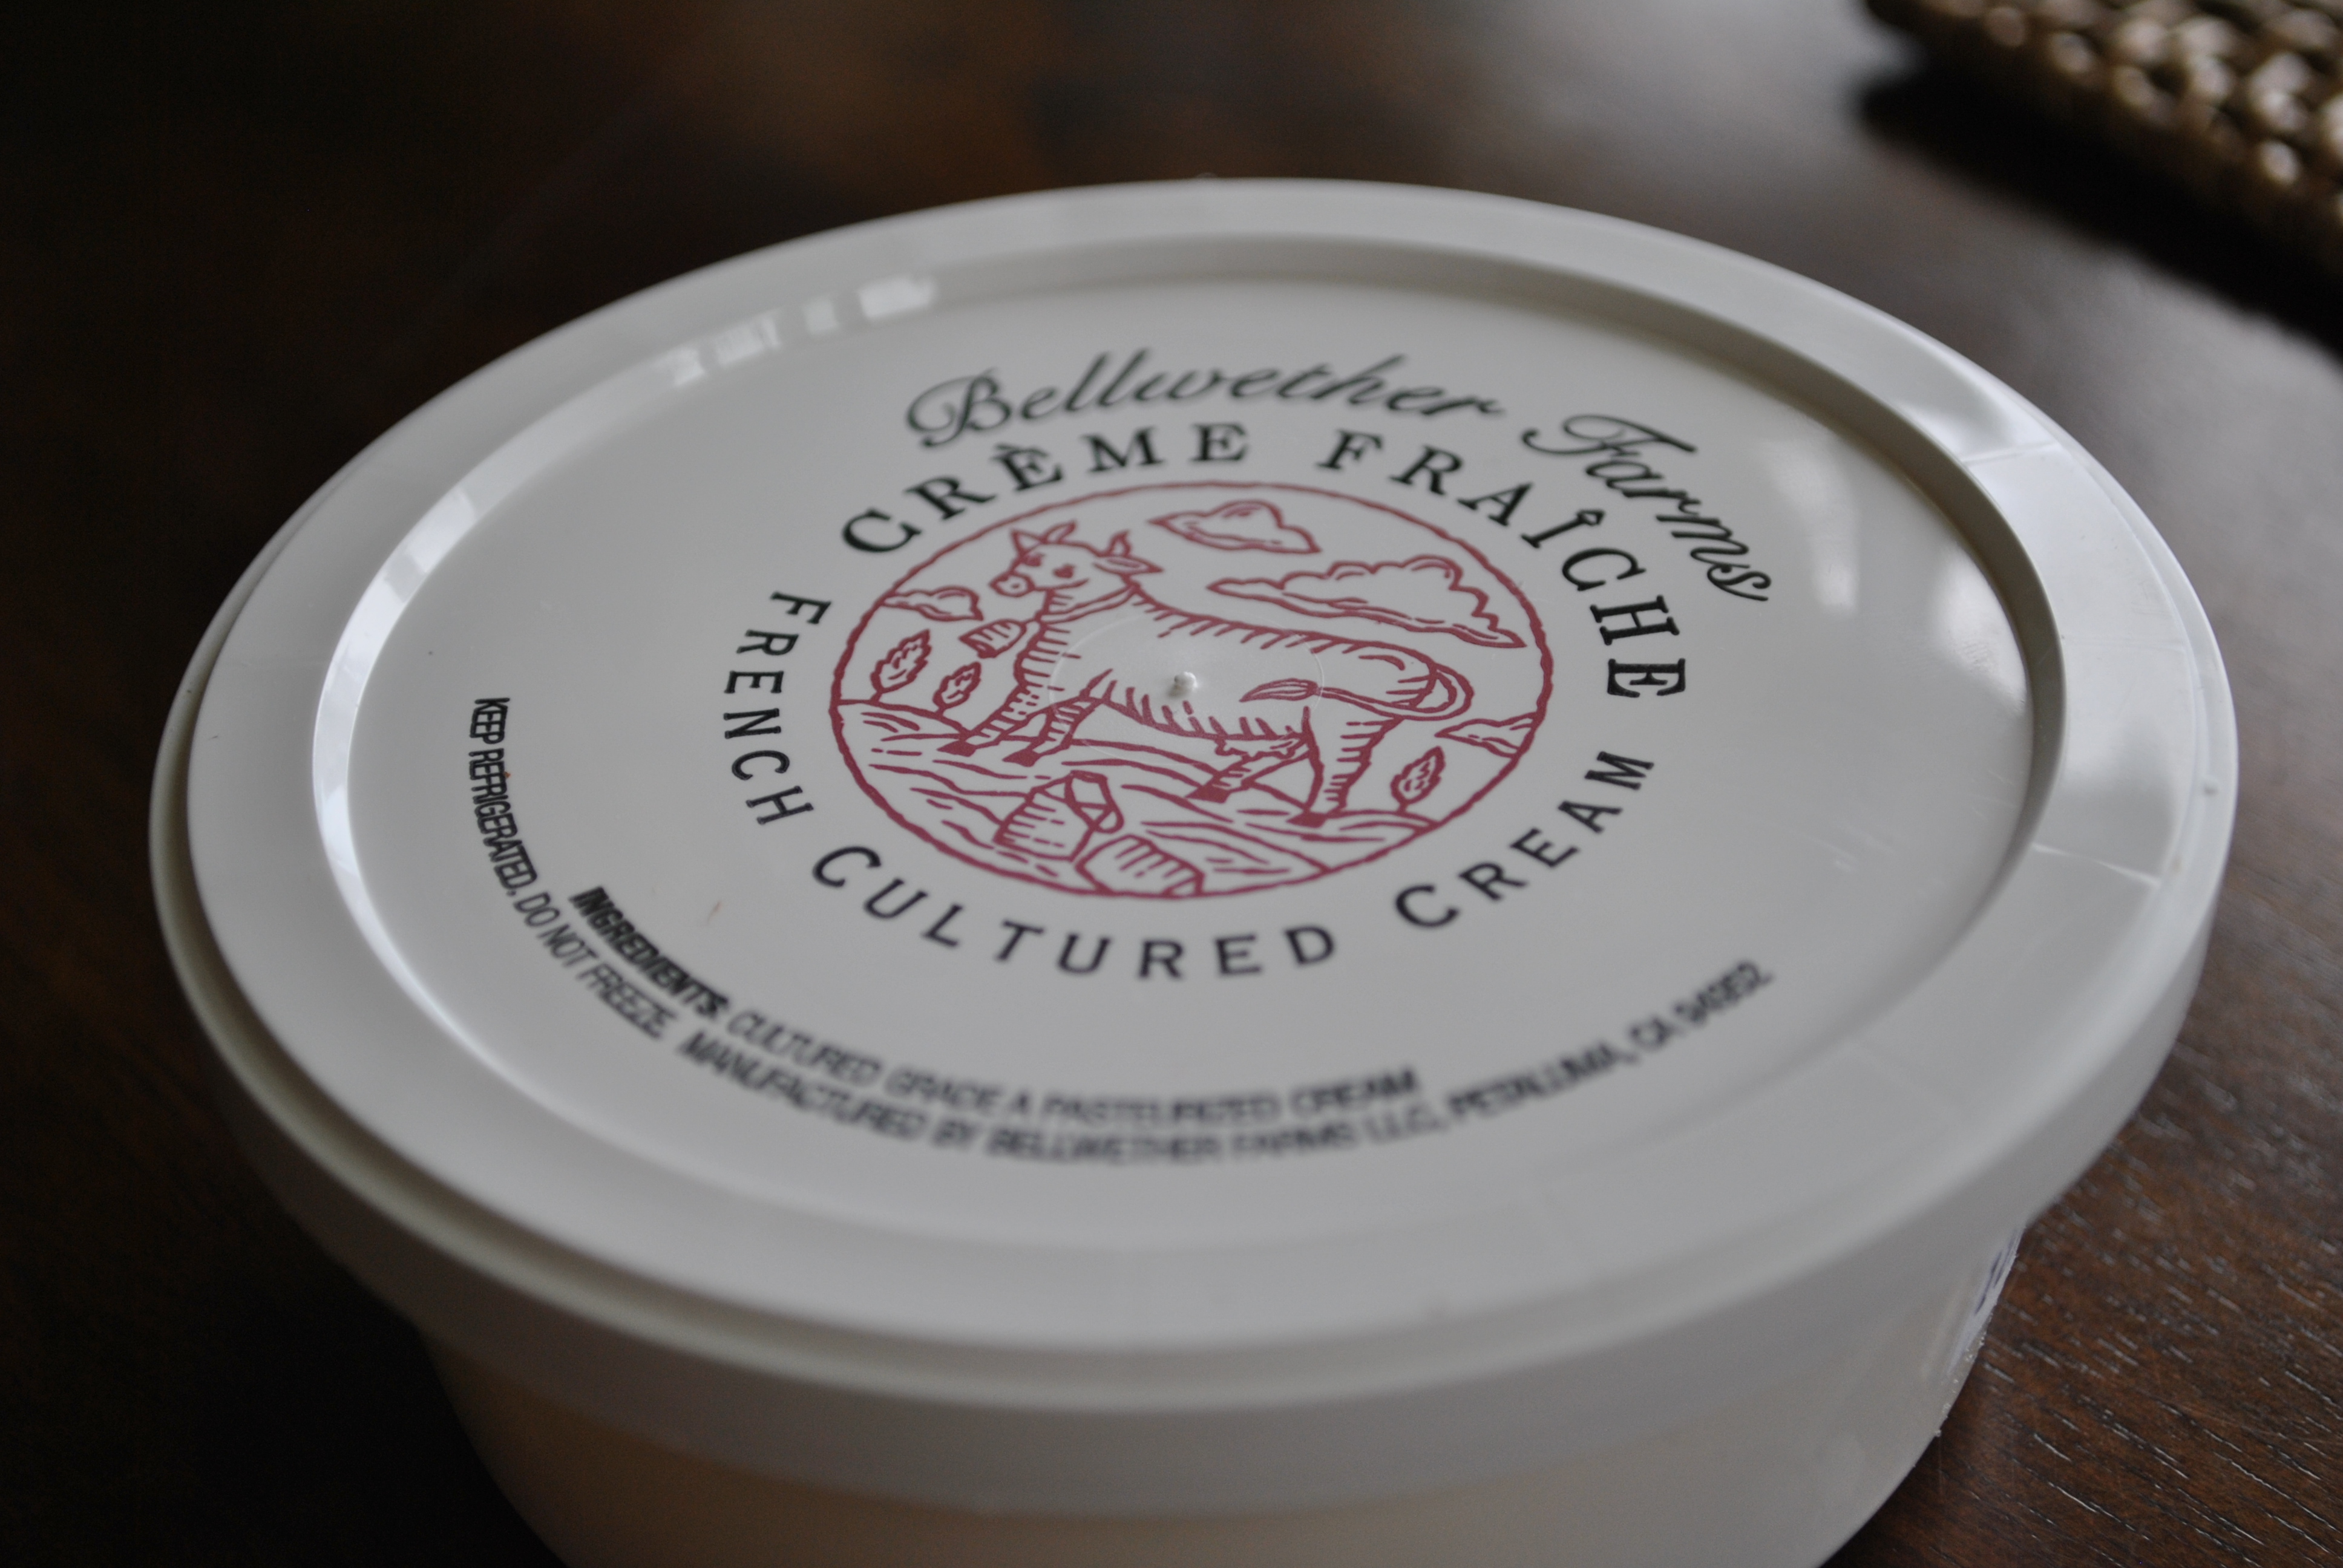 Bellwether Farms
CRÈME FRAÎCHE
FRENCH CULTURED CREAM
INGREDIENTS: CULTURED GRADE A PASTEURIZED CREAM
KEEP REFRIGERATED, DO NOT FREEZE. MANUFACTURED BY BELLWETHER FARMS LLC, PETALUMA, CA 94952